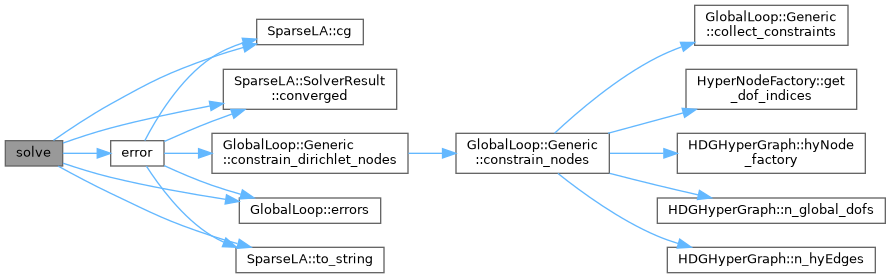 solve
error
SparseLA::cg
SparseLA::SolverResult
::converged
GlobalLoop::Generic
::constrain_dirichlet_nodes
GlobalLoop::errors
SparseLA::to_string
GlobalLoop::Generic
::constrain_nodes
GlobalLoop::Generic
::collect_constraints
HyperNodeFactory::get
_dof_indices
HDGHyperGraph::hyNode
_factory
HDGHyperGraph::n_global_dofs
HDGHyperGraph::n_hyEdges